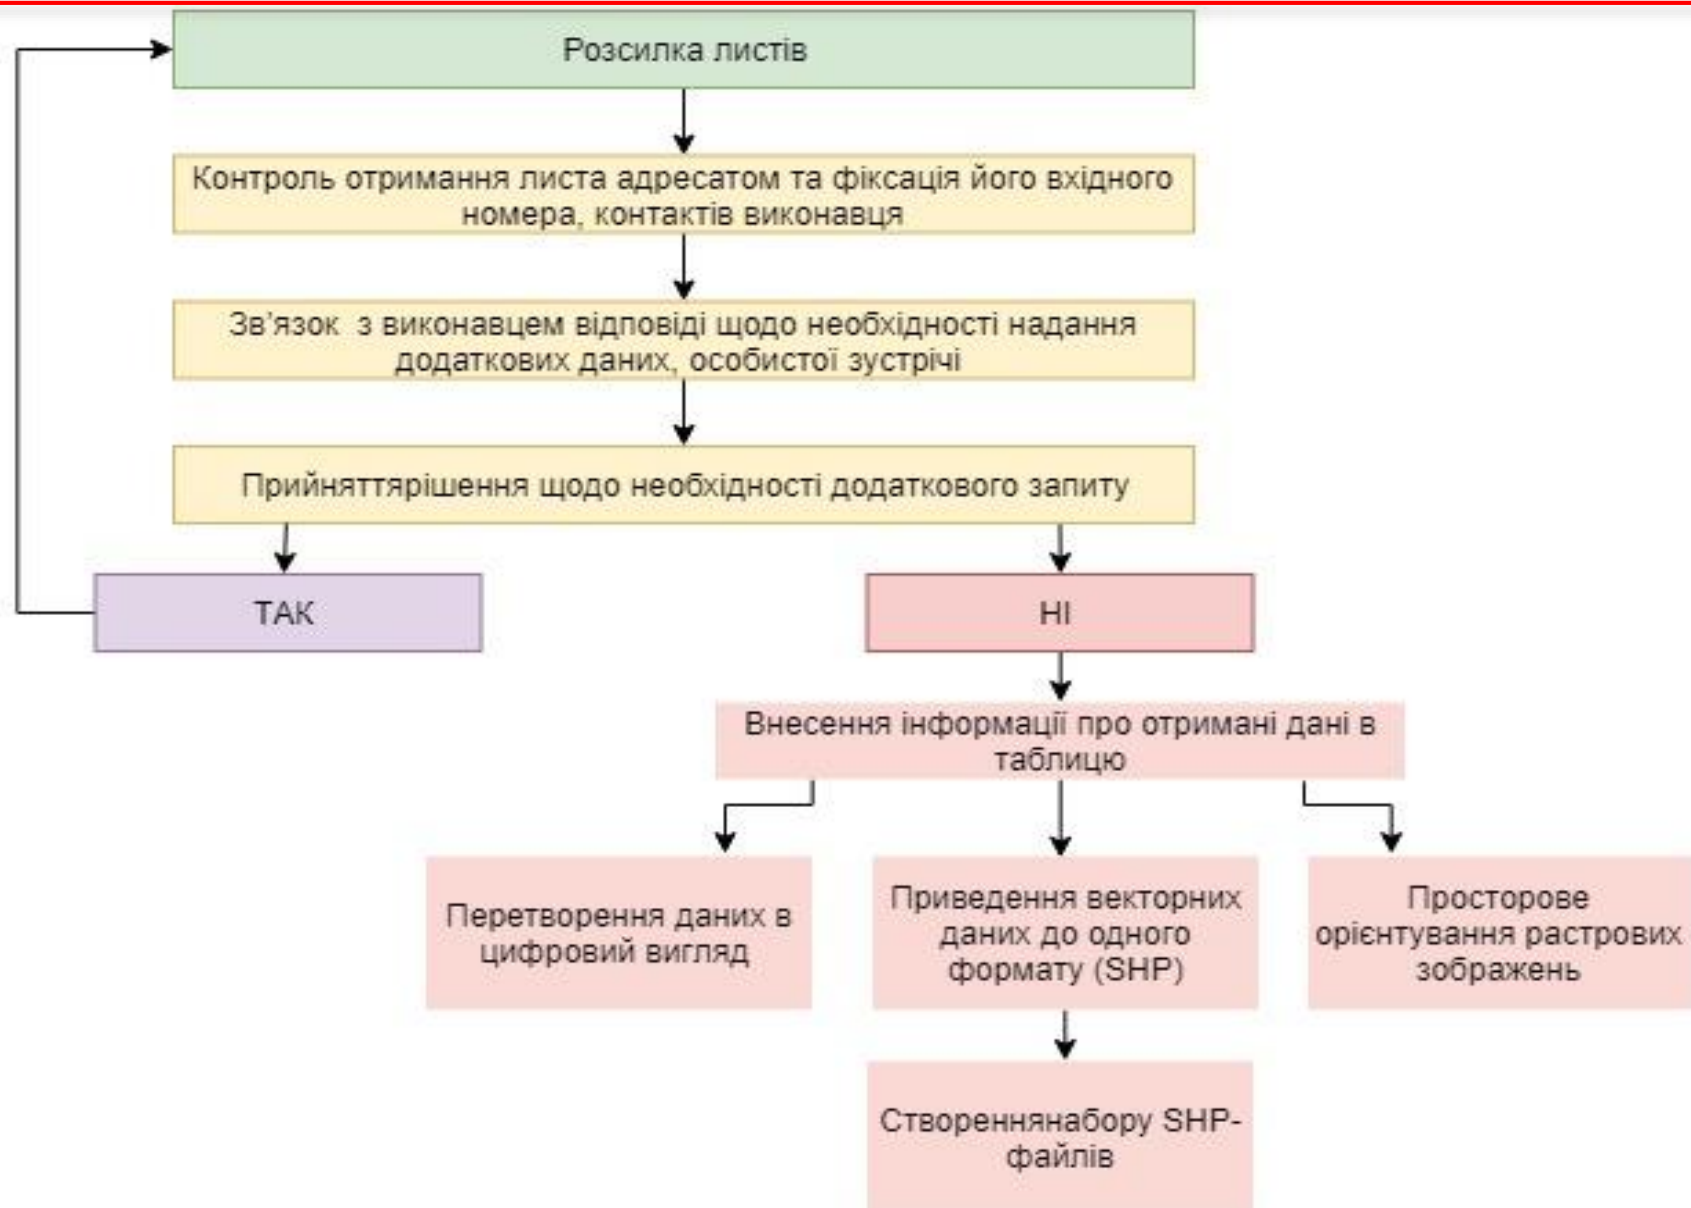 Розсилка листів
Контроль отримання листа адресатом та фіксація його вхідного
номера, контактів виконавця
Зв'язок з виконавцем відповіді щодо необхідності надання
додаткових даних, особистої зустрічі
Прийняттярішення щодо необхідності додаткового запиту
ТАК
НІ
Внесення інформації про отримані дані в
таблицю
Перетворення даних в
цифровий вигляд
Приведення векторних
даних до одного
формату (SHP)
Просторове
орієнтування растрових
зображень
Створеннянабору SHP-
файлів